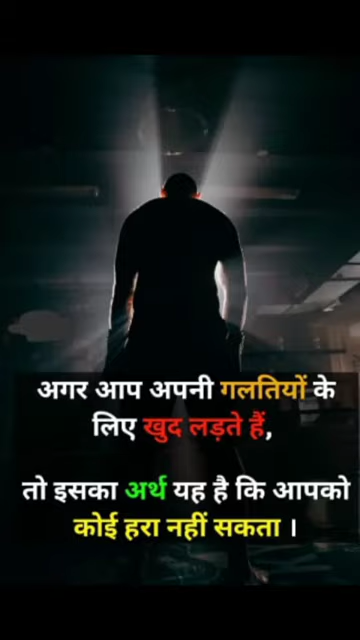 अगर आप अपनी गलतियों के
लिए खुद लड़ते हैं,
तो इसका अर्थ यह है कि आपको
कोई हरा नहीं सकता ।